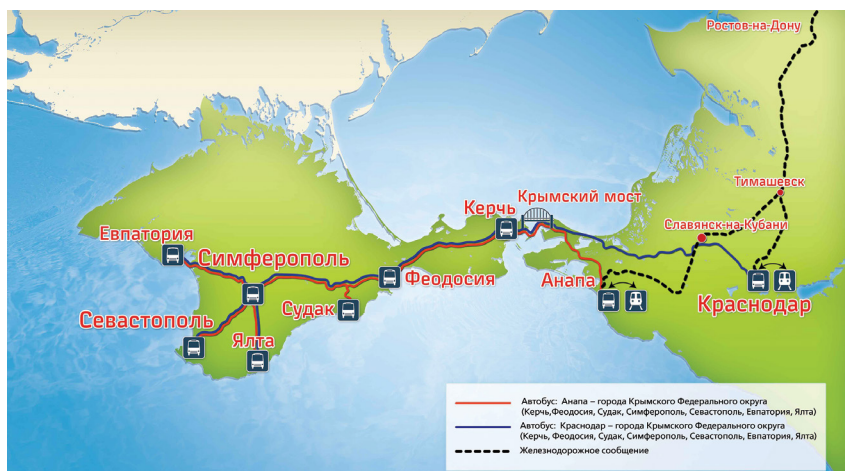 Ростов-на-Дону
Тимашевск
Крымский мост
Керчь
Славянск-на-Кубани
Евпатория
Симферополь
Феодосия
Анапа
Краснодар
Судак
Севастополь
Ялта
Автобус: Анапа – города Крымского Федерального округа
(Керчь,Феодосия, Судак, Симферополь, Севастополь, Евпатория, Ялта)
Автобус: Краснодар – города Крымского Федерального округа
(Керчь, Феодосия, Судак, Симферополь, Севастополь, Евпатория, Ялта)
Железнодорожное сообщение